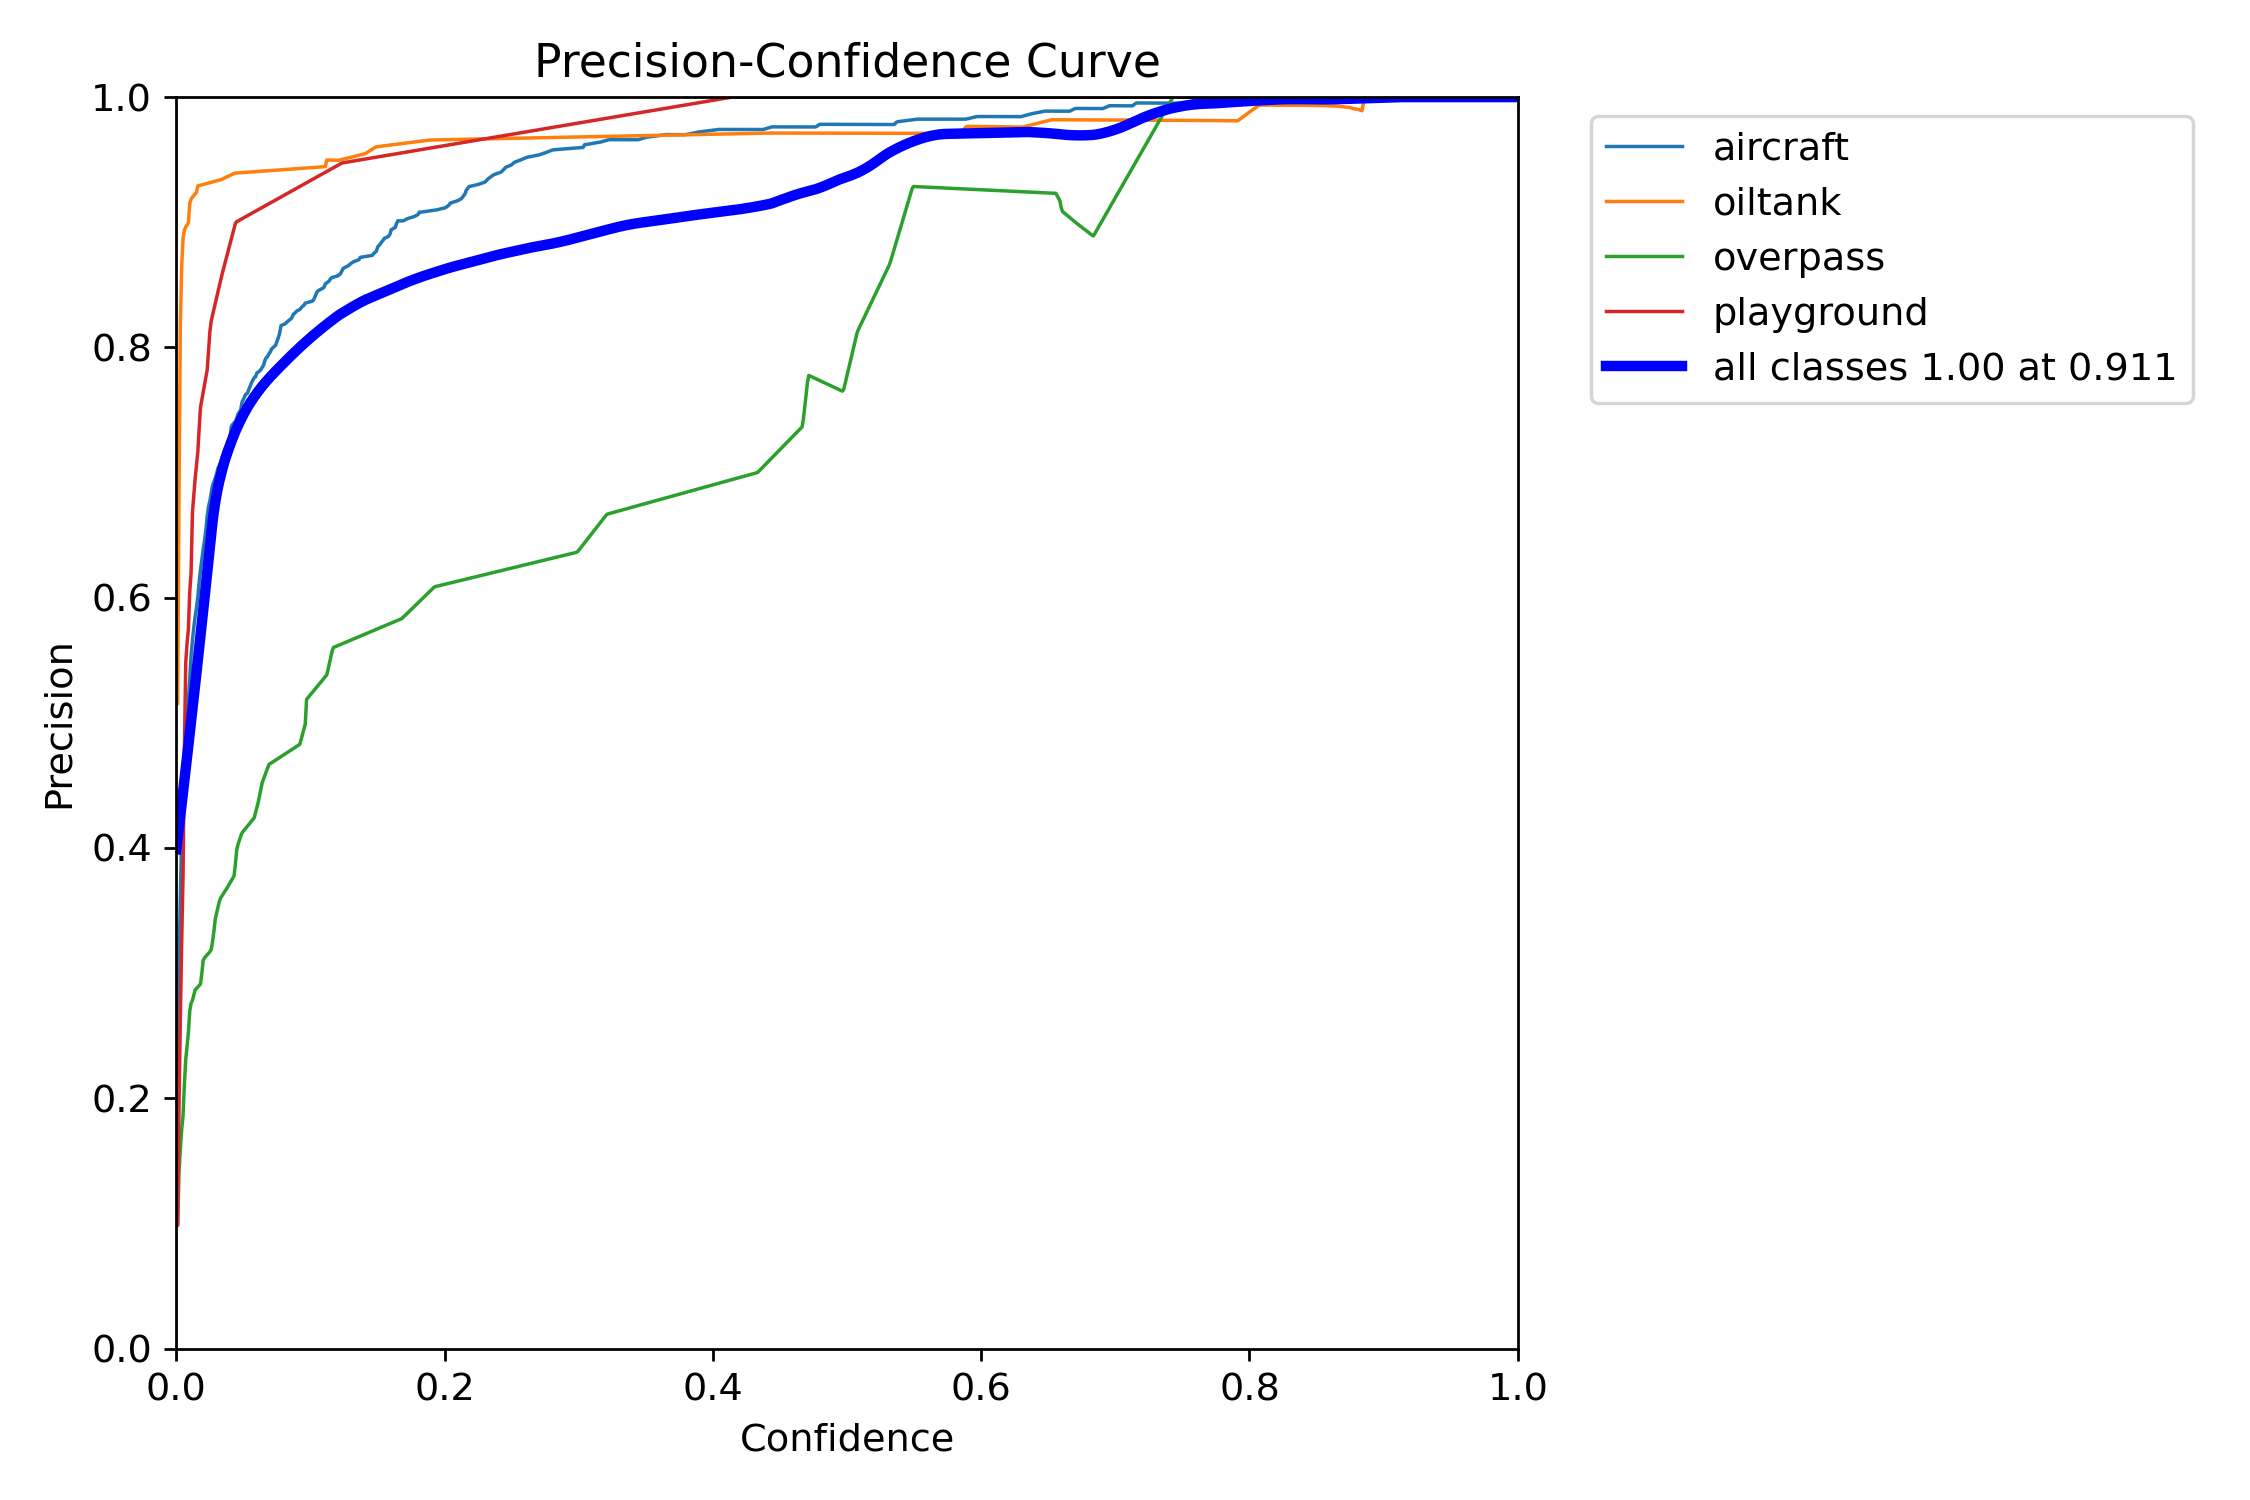 Precision-Confidence Curve
1.0
0.8
0.6
0.4
0.2
0.0
Precision
0.0 0.2 0.4 0.6 0.8 1.0
Confidence
aircraft
oiltank
overpass
playground
all classes 1.00 at 0.911